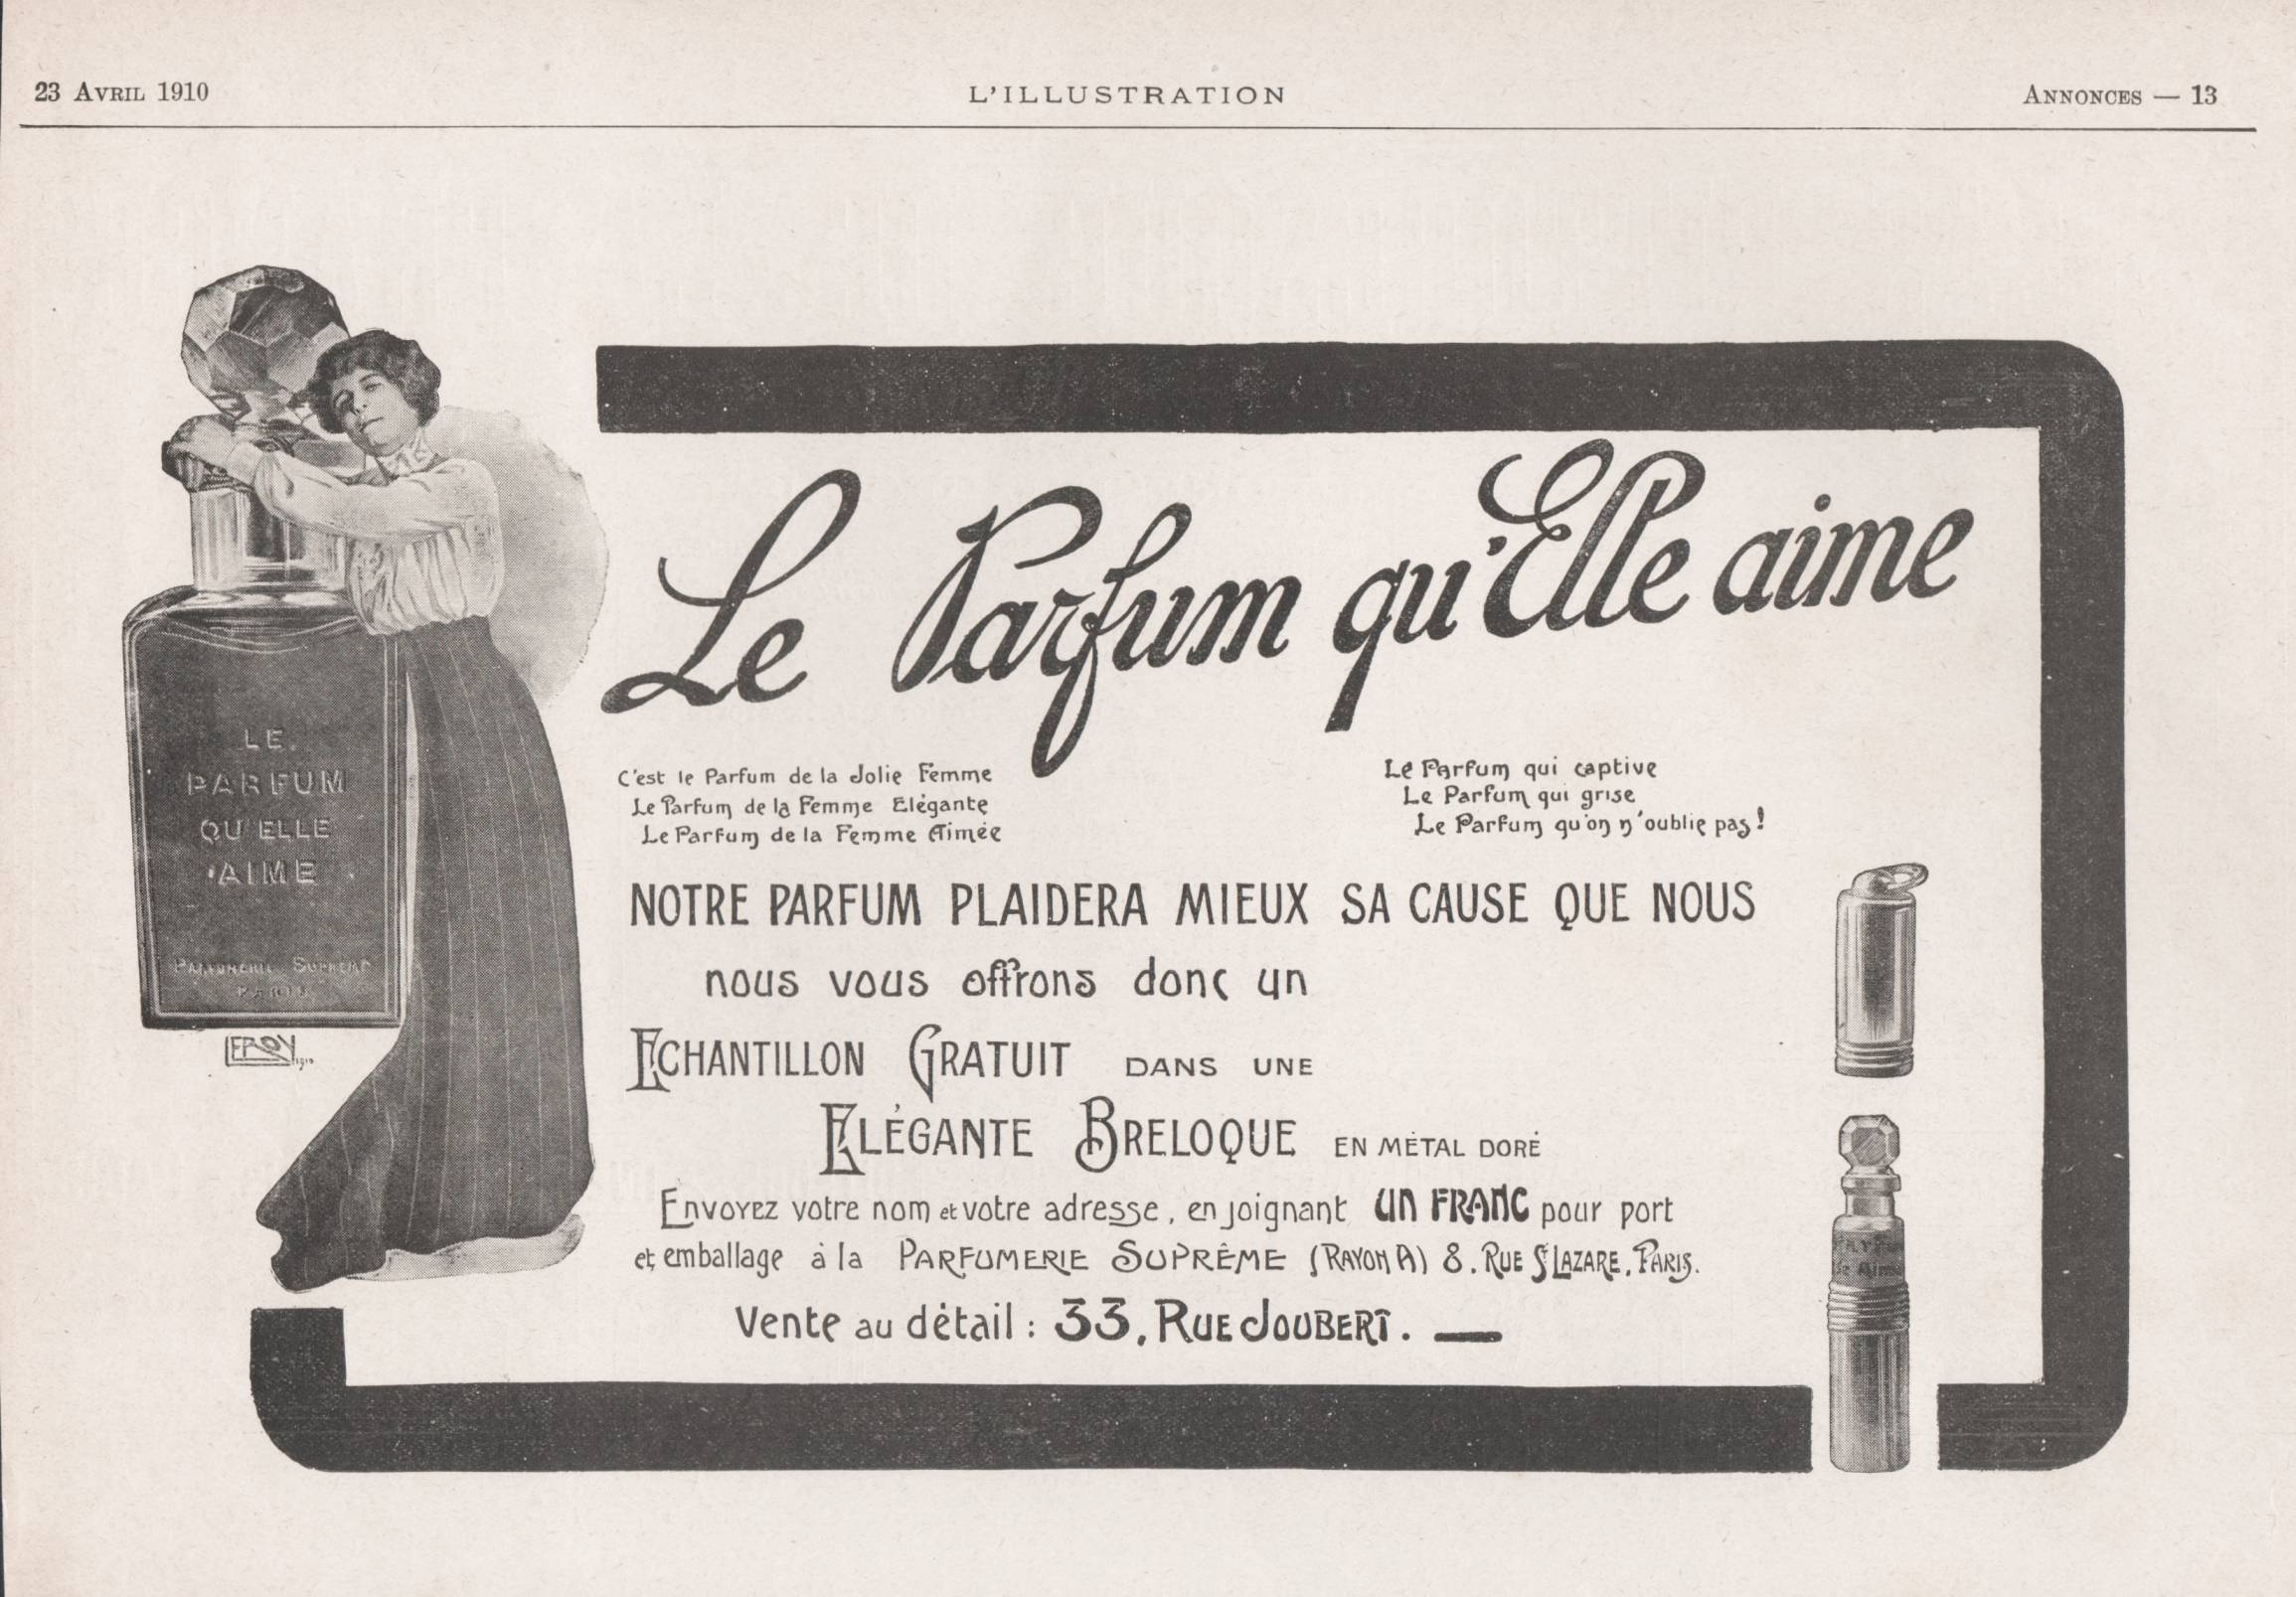 23 AVRIL 1910
L'ILLUSTRATION
ANNONCES — 13
Le Parfum qu'Elle aime
LE
PARFUM
QU'ELLE
AIME
PARFUMERIE SUPRÊME
PARIS
LEROY 1910
C'est le Parfum de la Jolie Femme
Le Parfum de la Femme Elégante
Le Parfum de la Femme Aimée
Le Parfum qui captive
Le Parfum qui grise
Le Parfum qu'on n'oublie pas!
NOTRE PARFUM PLAIDERA MIEUX SA CAUSE QUE NOUS
nous vous offrons donc un
ECHANTILLON GRATUIT DANS UNE
ELÉGANTE BRELOQUE EN MÉTAL DORÉ
Envoyez votre nom et votre adresse, en joignant UN FRANC pour port
et emballage à la PARFUMERIE SUPRÊME (RAYON A) 8. RUE ST LAZARE. PARIS.
Vente au détail : 33, RUE JOUBERT. —